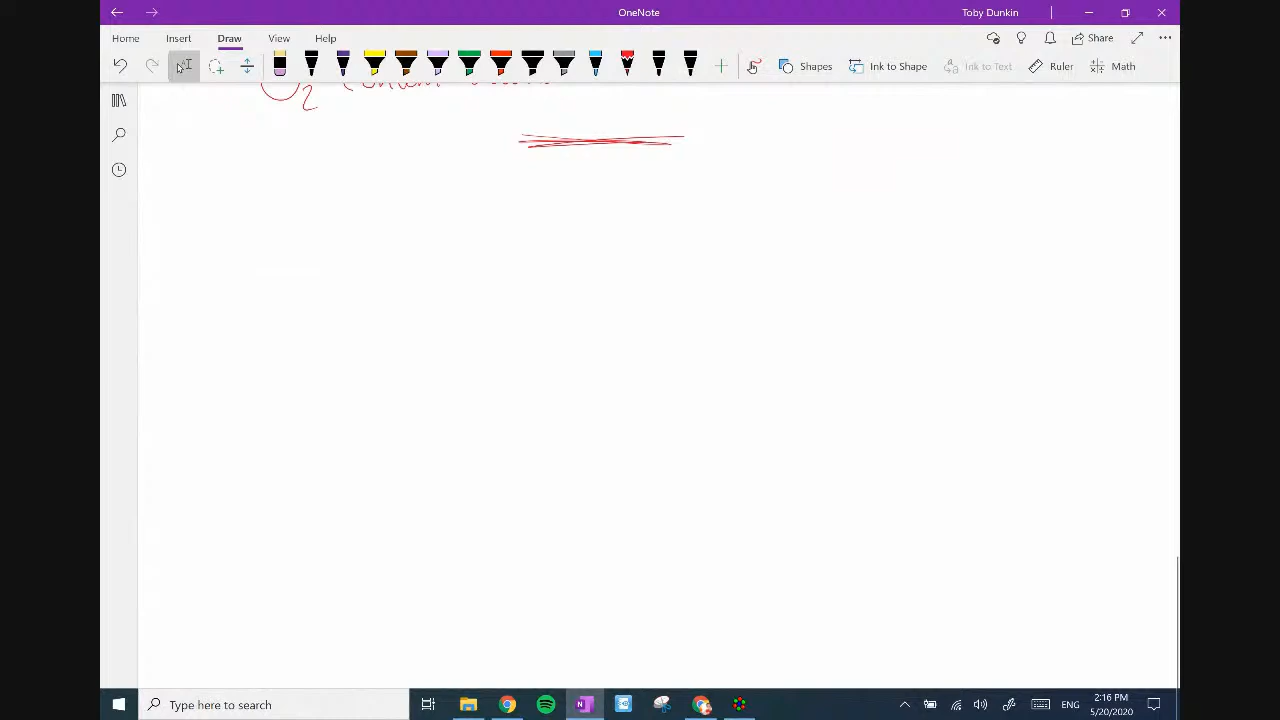 OneNote
Toby Dunkin
Home Insert Draw View Help
Share
Shapes Ink to Shape Ink to Text Ruler Math
O2
Type here to search
ENG
2:16 PM
5/20/2020